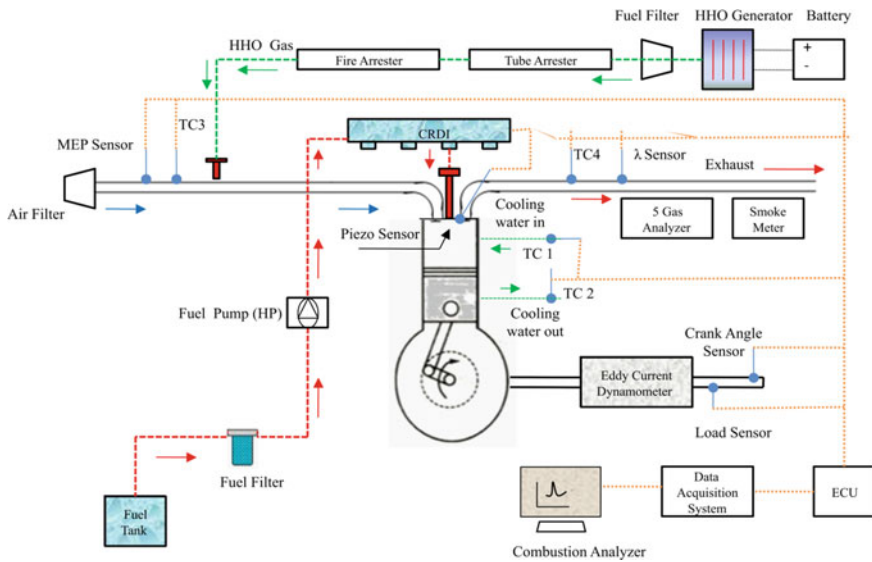 Fuel Filter
HHO Generator
Battery
HHO Gas
Fire Arrester
Tube Arrester
+
-
TC3
MEP Sensor
CRDI
TC4
λ Sensor
Exhaust
Air Filter
Piezo Sensor
Cooling
water in
5 Gas
Analyzer
Smoke
Meter
TC 1
TC 2
Cooling
water out
Fuel Pump (HP)
Crank Angle
Sensor
Eddy Current
Dynamometer
Load Sensor
Fuel Filter
Fuel
Tank
Combustion Analyzer
Data
Acquisition
System
ECU